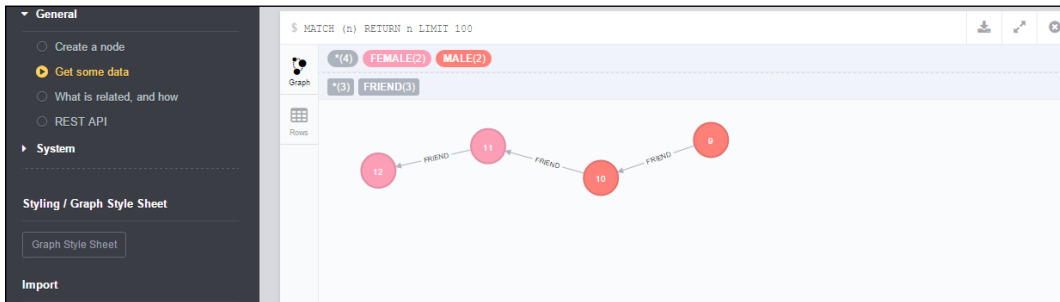 General
Create a node
Get some data
What is related, and how
REST API
System
Styling / Graph Style Sheet
Graph Style Sheet
Import
$ MATCH (n) RETURN n LIMIT 100
Graph
Rows
*(4) FEMALE(2) MALE(2)
*(3) FRIEND(3)
12 FRIEND 11 FRIEND 10 FRIEND 9